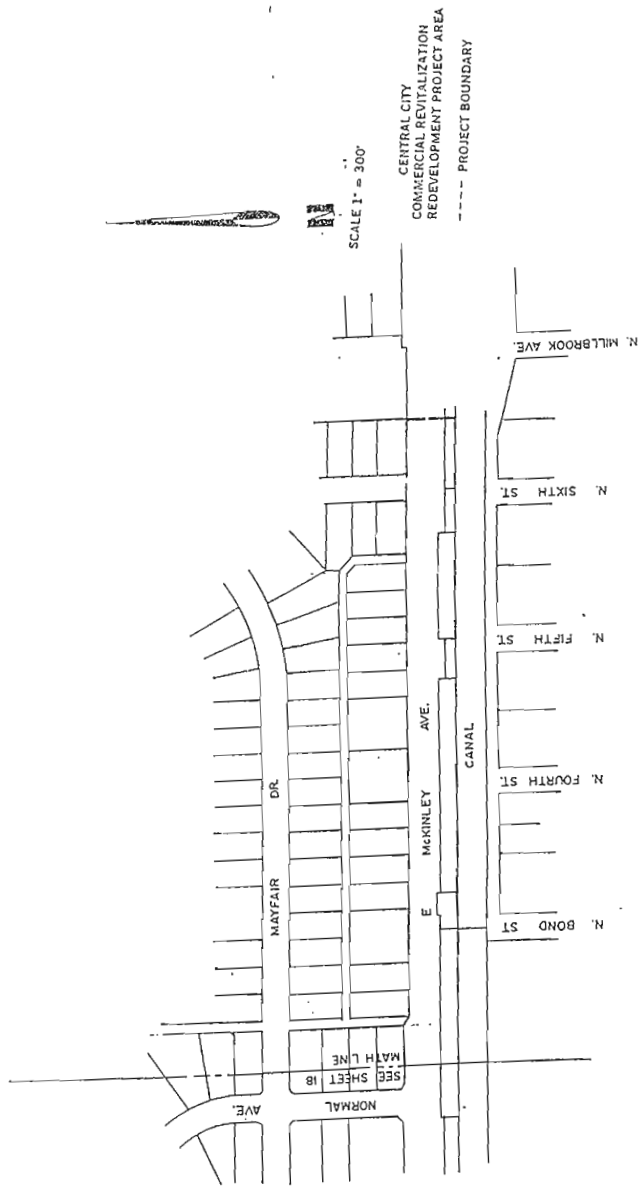 SCALE 1" = 300'
CENTRAL CITY
COMMERCIAL REVITALIZATION
REDEVELOPMENT PROJECT AREA
---- PROJECT BOUNDARY
MAYFAIR DR.
NORMAL AVE.
SEE SHEET 18
MATH LINE
E McKINLEY AVE.
CANAL
N. BOND ST
N. FOURTH ST.
N. FIFTH ST.
N. SIXTH ST.
N. MILLBROOK AVE.